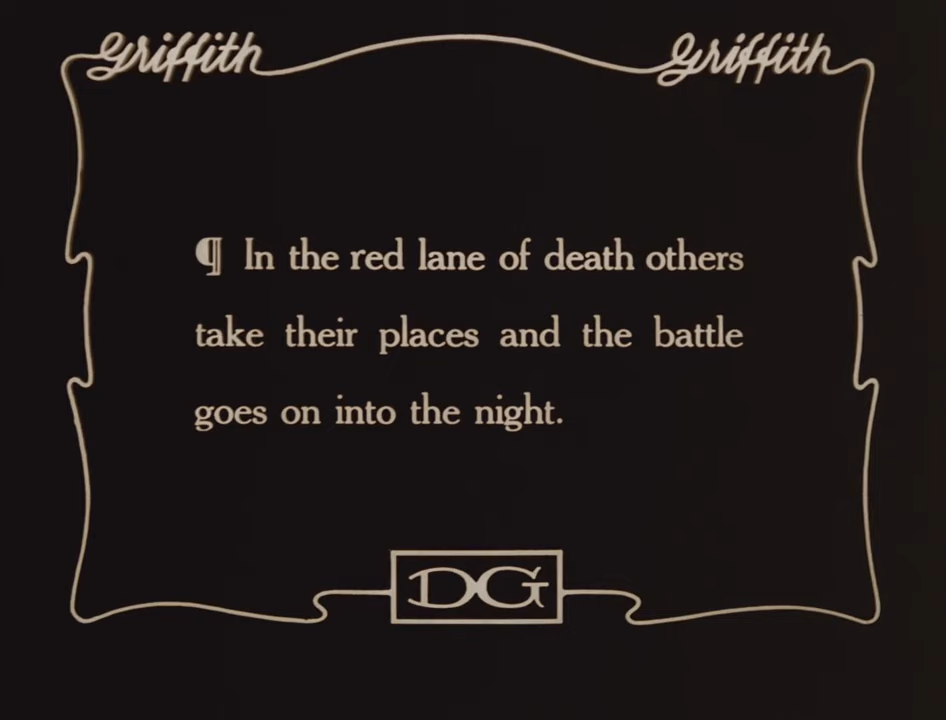 Griffith Griffith
¶ In the red lane of death others
take their places and the battle
goes on into the night.
DG